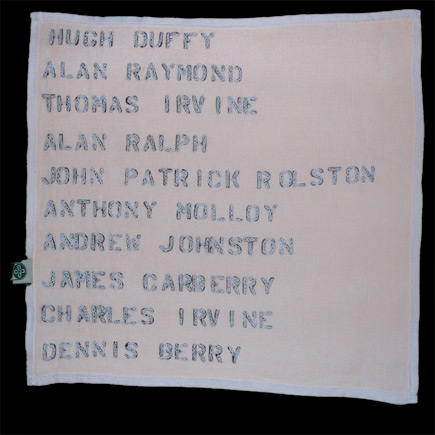 HUGH DUFFY
ALAN RAYMOND
THOMAS IRVINE
ALAN RALPH
JOHN PATRICK ROLSTON
ANTHONY MOLLOY
ANDREW JOHNSTON
JAMES CARBERRY
CHARLES IRVINE
DENNIS BERRY